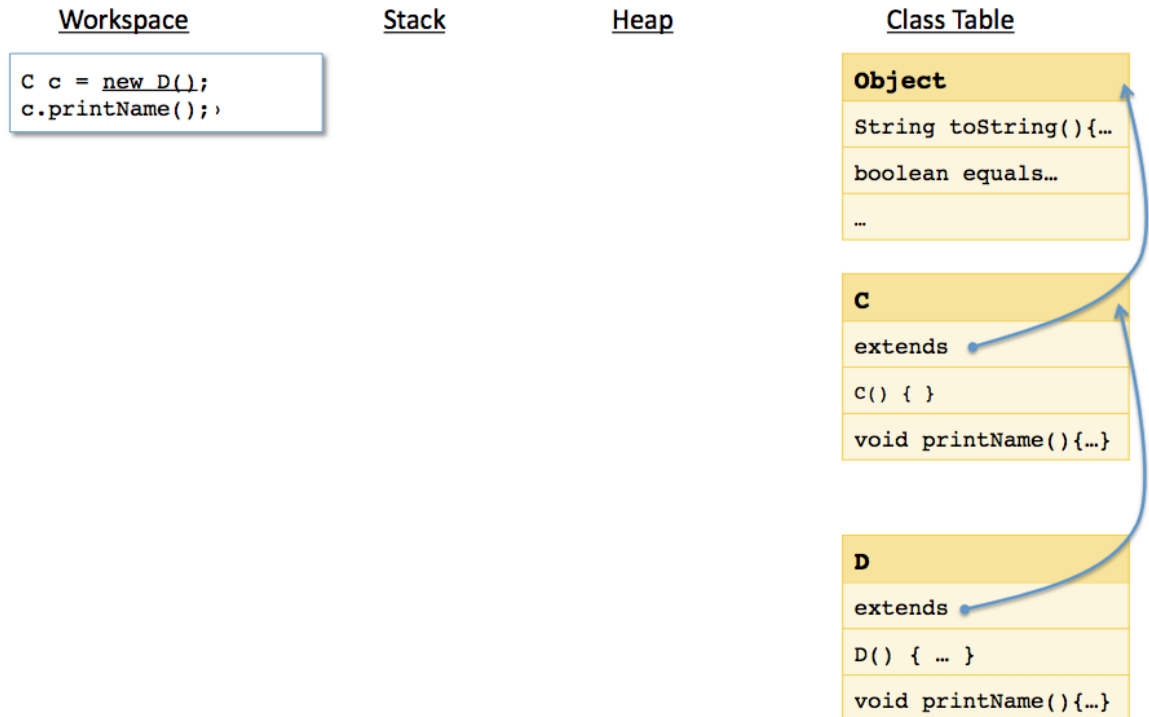 Workspace
Stack
Heap
Class Table
C c = new D();
c.printName();›
Object
String toString(){…
boolean equals…
…
C
extends
C() { }
void printName(){…}
D
extends
D() { … }
void printName(){…}